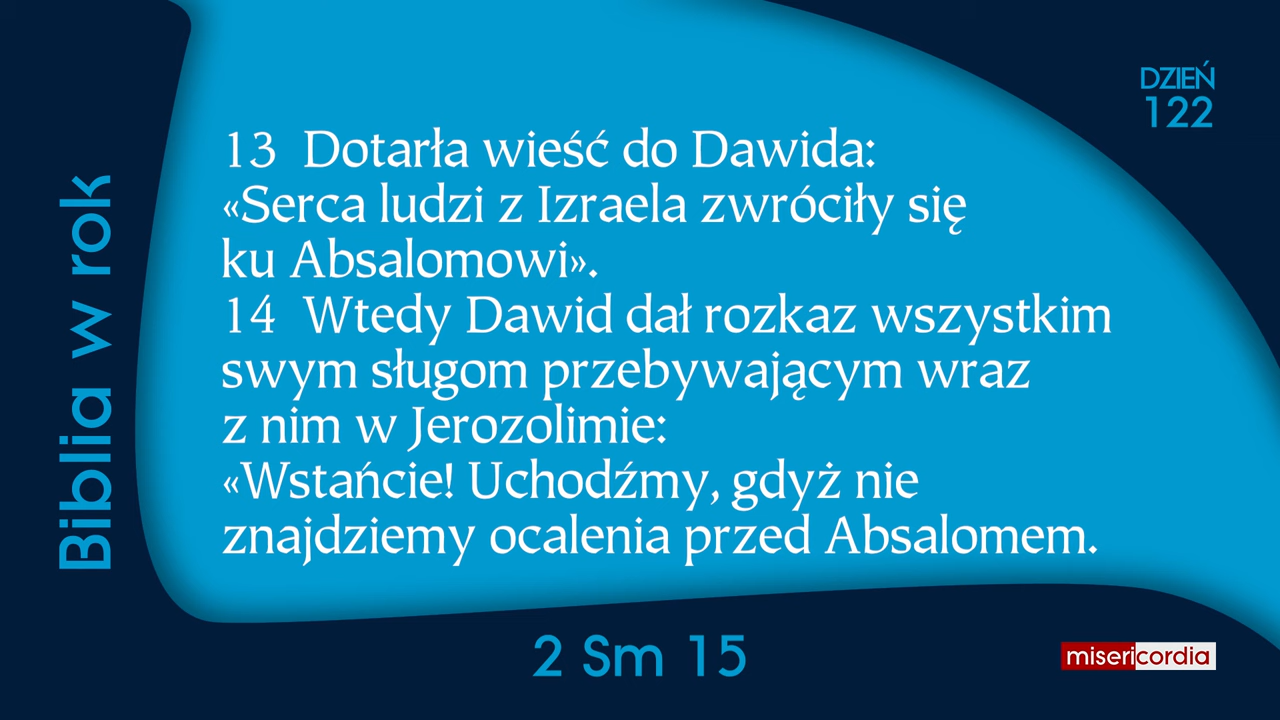 DZIEŃ
122
13 Dotarła wieść do Dawida:
«Serca ludzi z Izraela zwróciły się
ku Absalomowi».
14 Wtedy Dawid dał rozkaz wszystkim
swym sługom przebywającym wraz
z nim w Jerozolimie:
«Wstańcie! Uchodźmy, gdyż nie
znajdziemy ocalenia przed Absalomem.
Biblia w rok
2 Sm 15
misericordia